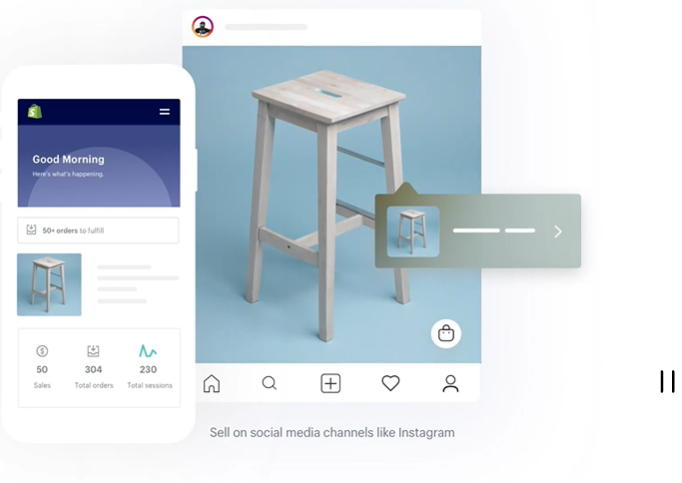 Good Morning
Here's what's happening.
50+ orders to fulfill
50
304
230
Sales
Total orders
Total sessions
Sell on social media channels like Instagram